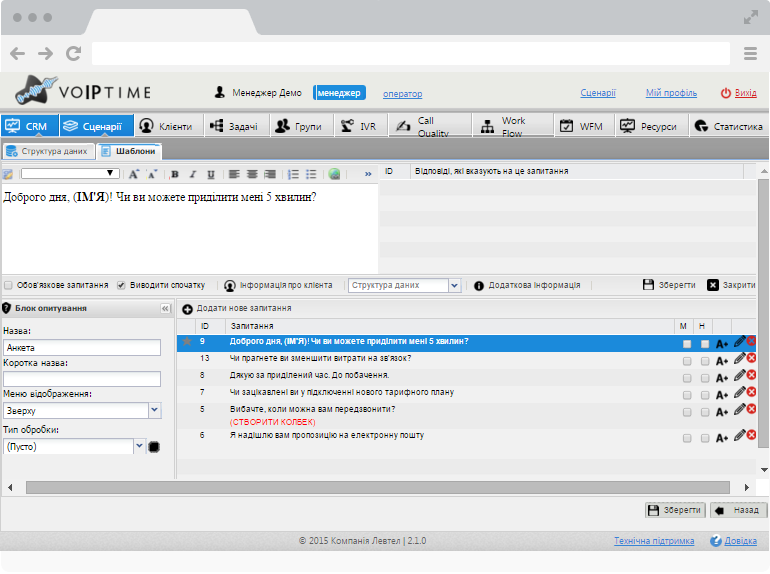 VOIPTIME Менеджер Демо менеджер оператор Сценарії Мій профіль Вихід
CRM Сценарії Клієнти Задачі Групи IVR Call Quality Work Flow WFM Ресурси Статистика
Структура даних Шаблони
A A B I U » ID Відповіді, які вказують на це запитання
Доброго дня, (ІМ'Я)! Чи ви можете приділити мені 5 хвилин?
Обов'язкове запитання Виводити спочатку Інформація про клієнта Структура даних Додаткова інформація Зберегти Закрити
Блок опитування « Додати нове запитання
ID Запитання М Н
Назва:
Анкета
Коротка назва:
Меню відображення:
Зверху
Тип обробки:
(Пусто)
9 Доброго дня, (ІМ'Я)! Чи ви можете приділити мені 5 хвилин? A+
13 Чи прагнете ви зменшити витрати на зв'язок? A+
8 Дякую за приділений час. До побачення. A+
7 Чи зацікавлені ви у підключенні нового тарифного плану A+
5 Вибачте, коли можна вам передзвонити? A+
(СТВОРИТИ КОЛБЕК)
6 Я надішлю вам пропозицію на електронну пошту A+
Зберегти Назад
© 2015 Компанія Левтел | 2.1.0 Технічна підтримка Довідка